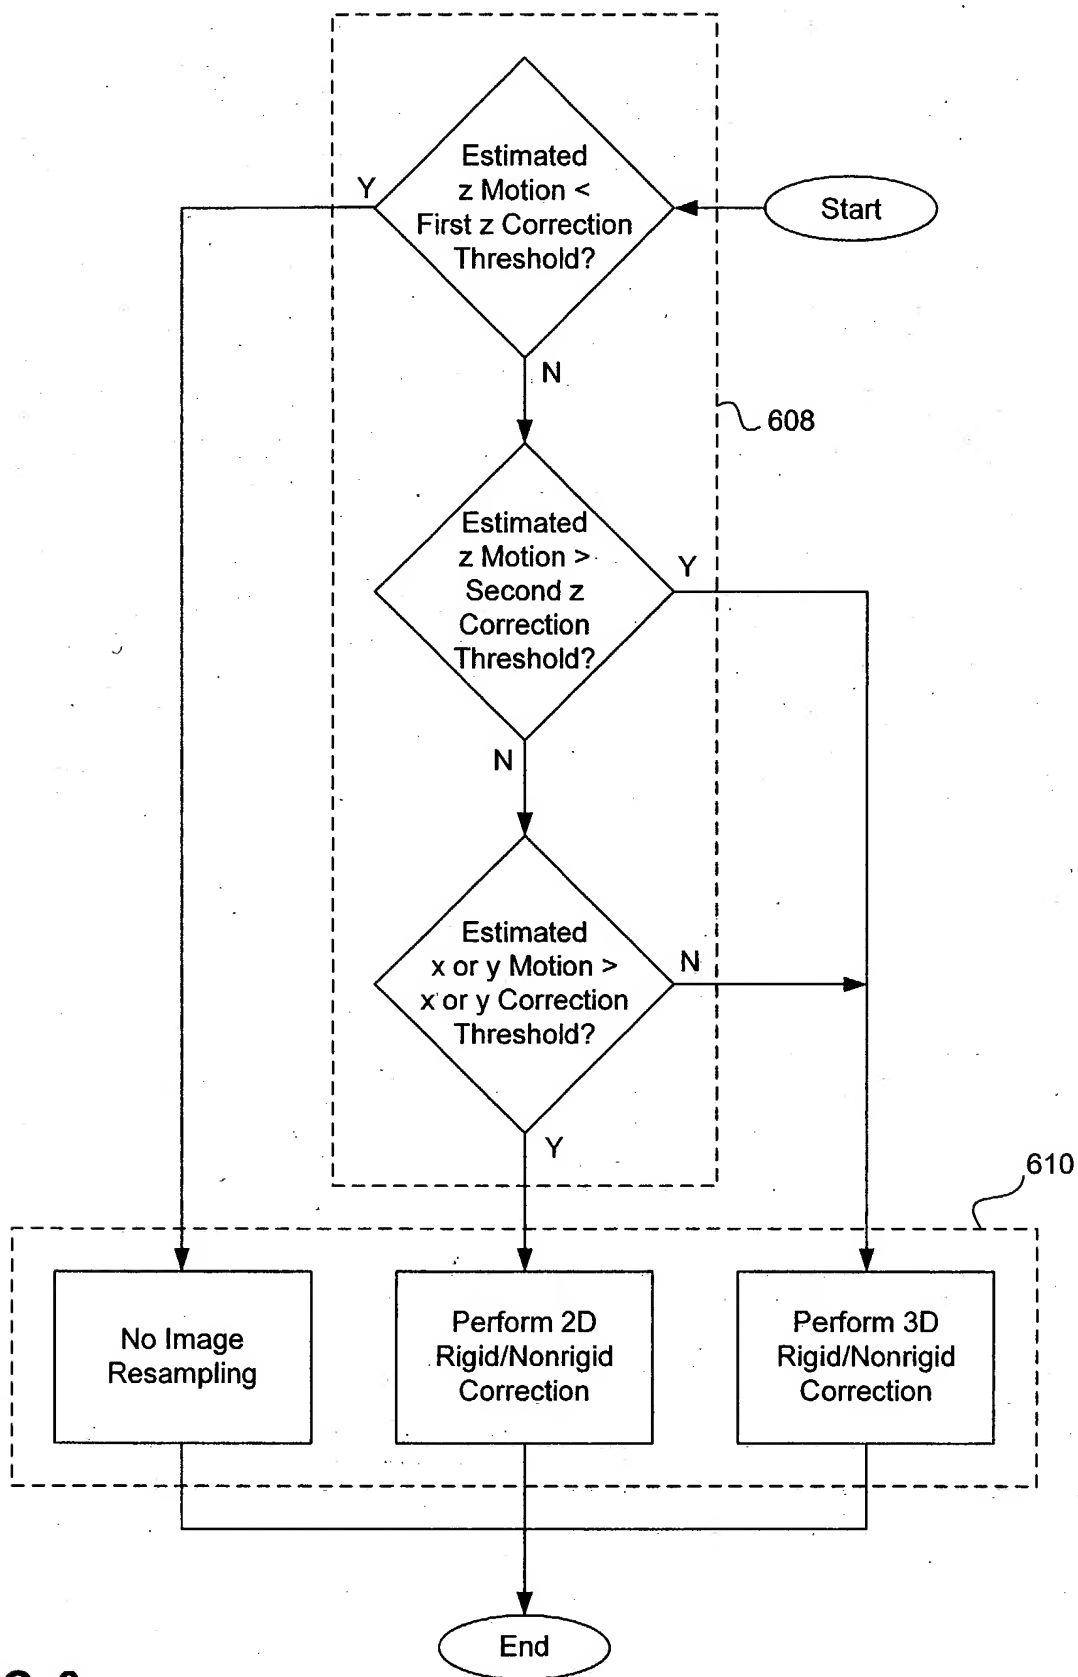 Estimated
z Motion <
First z Correction
Threshold?
Y
Start
N
608
Estimated
z Motion >
Second z
Correction
Threshold?
Y
N
Estimated
x or y Motion >
x or y Correction
Threshold?
N
Y
610
No Image
Resampling
Perform 2D
Rigid/Nonrigid
Correction
Perform 3D
Rigid/Nonrigid
Correction
End